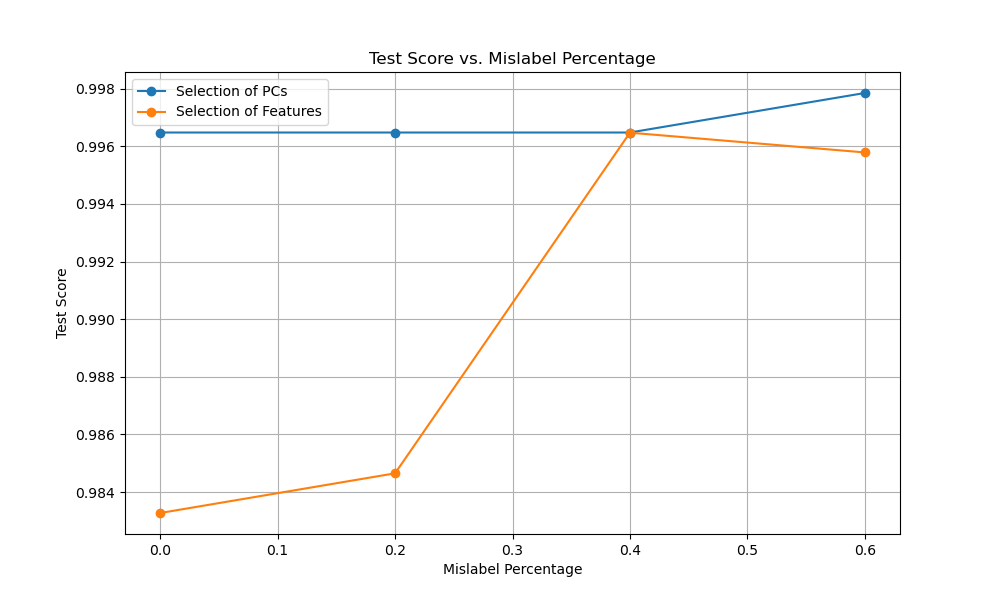 Test Score vs. Mislabel Percentage
Selection of PCs
Selection of Features
Test Score
0.998
0.996
0.994
0.992
0.990
0.988
0.986
0.984
0.0 0.1 0.2 0.3 0.4 0.5 0.6
Mislabel Percentage